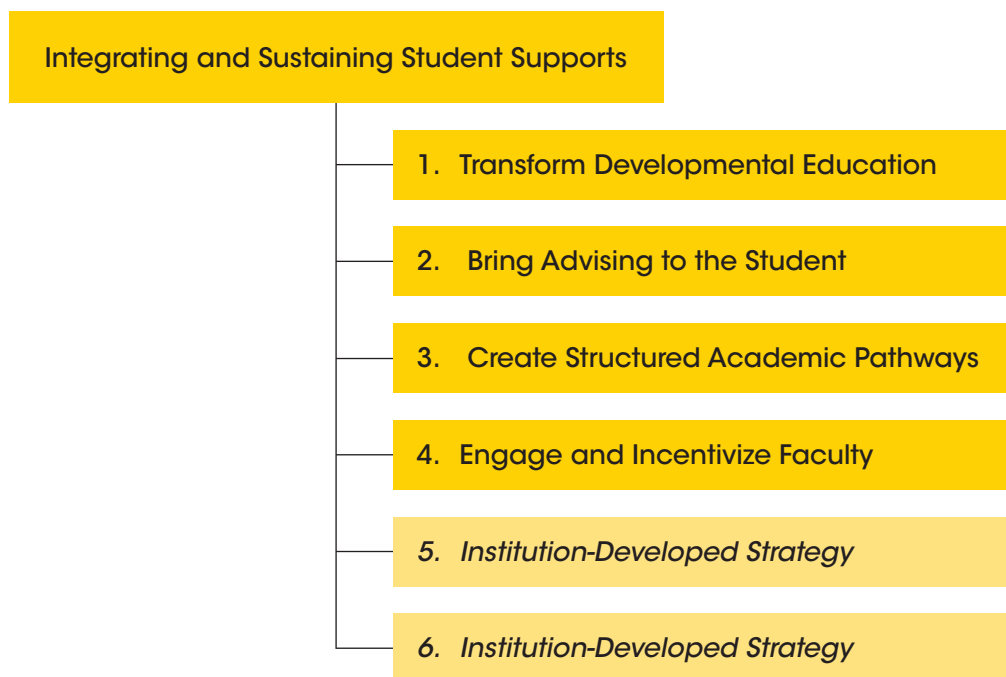 Integrating and Sustaining Student Supports
1. Transform Developmental Education
2. Bring Advising to the Student
3. Create Structured Academic Pathways
4. Engage and Incentivize Faculty
5. Institution-Developed Strategy
6. Institution-Developed Strategy